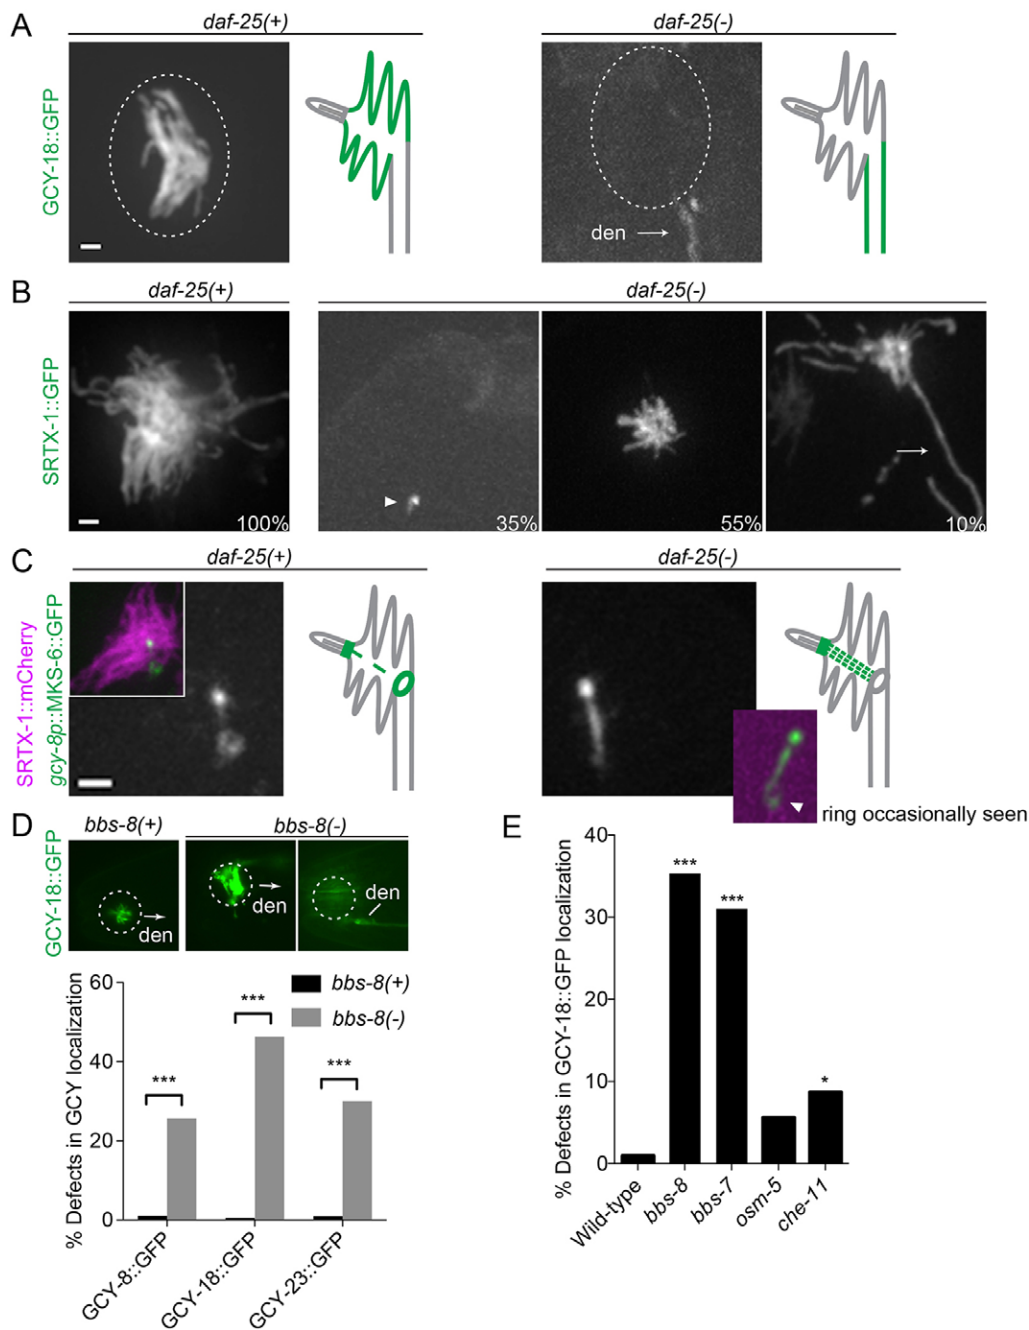 A
daf-25(+)
daf-25(-)
GCY-18::GFP
den
B
daf-25(+)
daf-25(-)
SRTX-1::GFP
100%
35%
55%
10%
C
daf-25(+)
daf-25(-)
SRTX-1::mCherry
gcy-8p::MKS-6::GFP
ring occasionally seen
D
bbs-8(+)
bbs-8(-)
GCY-18::GFP
den
den
den
% Defects in GCY localization
60
40
20
0
bbs-8(+)
bbs-8(-)
***
***
***
GCY-8::GFP
GCY-18::GFP
GCY-23::GFP
E
% Defects in GCY-18::GFP localization
40
30
20
10
0
***
***
*
Wild-type
bbs-8
bbs-7
osm-5
che-11